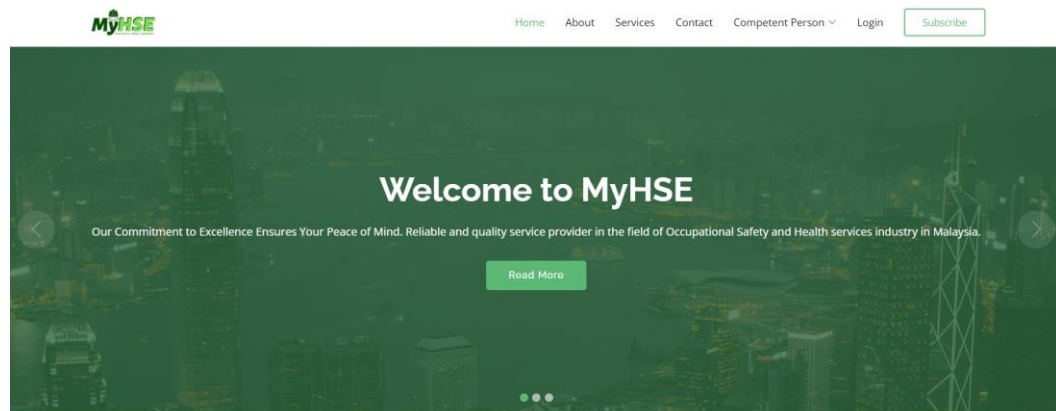 MyHSE
Home About Services Contact Competent Person Login Subscribe
Welcome to MyHSE
Our Commitment to Excellence Ensures Your Peace of Mind. Reliable and quality service provider in the field of Occupational Safety and Health services industry in Malaysia.
Read More